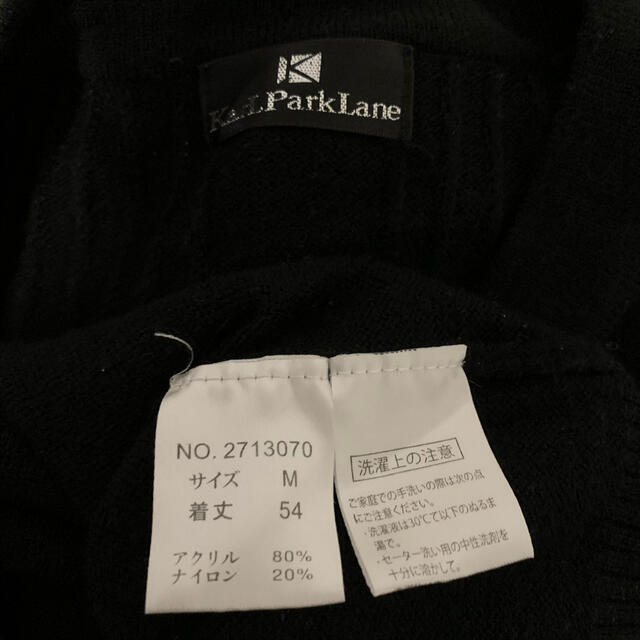 K.I.T.ParkLane
NO. 2713070
サイズ M
着丈 54
アクリル 80%
ナイロン 20%
洗濯上の注意
ご家庭での手洗いの際は次の点
にご注意ください。
・洗濯液は30℃で以下のぬるま
湯で。
・セーター洗い用の中性洗剤を
十分に溶かして。